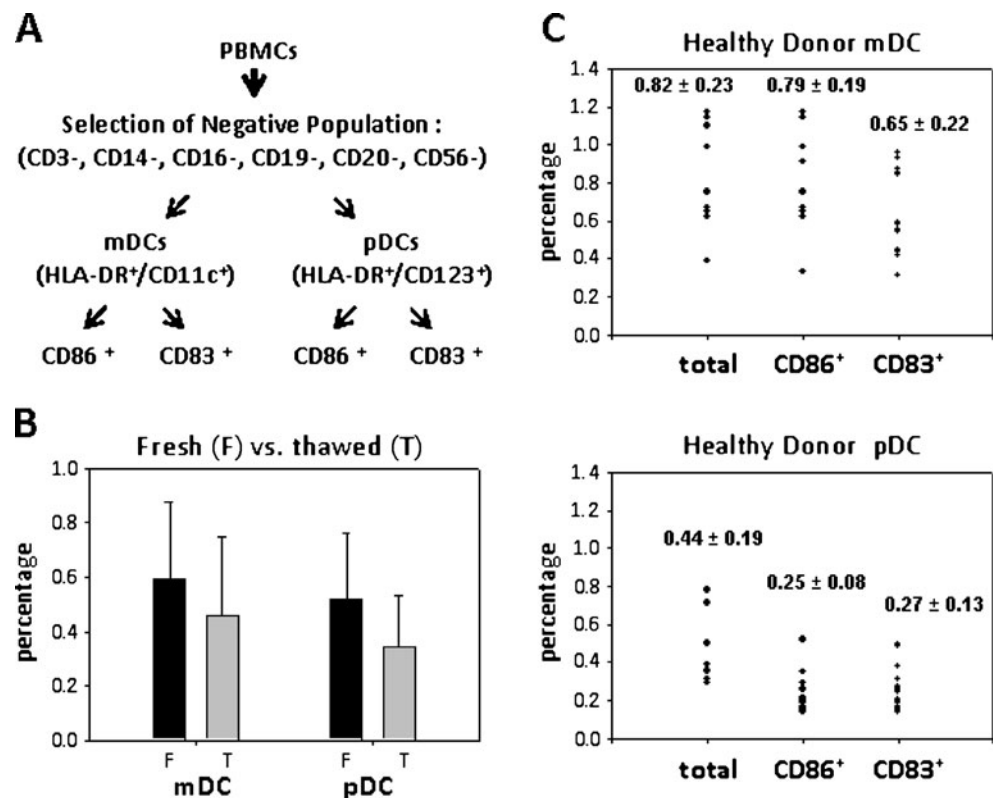 A
PBMCs
Selection of Negative Population :
(CD3-, CD14-, CD16-, CD19-, CD20-, CD56-)
mDCs
(HLA-DR⁺/CD11c⁺)
pDCs
(HLA-DR⁺/CD123⁺)
CD86 ⁺
CD83 ⁺
CD86 ⁺
CD83 ⁺
B
Fresh (F) vs. thawed (T)
percentage
1.0
0.8
0.6
0.4
0.2
0.0
F
T
F
T
mDC
pDC
C
Healthy Donor mDC
percentage
1.4
1.2
1.0
0.8
0.6
0.4
0.2
0.0
0.82 ± 0.23
0.79 ± 0.19
0.65 ± 0.22
total
CD86⁺
CD83⁺
Healthy Donor pDC
percentage
1.4
1.2
1.0
0.8
0.6
0.4
0.2
0.0
0.44 ± 0.19
0.25 ± 0.08
0.27 ± 0.13
total
CD86⁺
CD83⁺